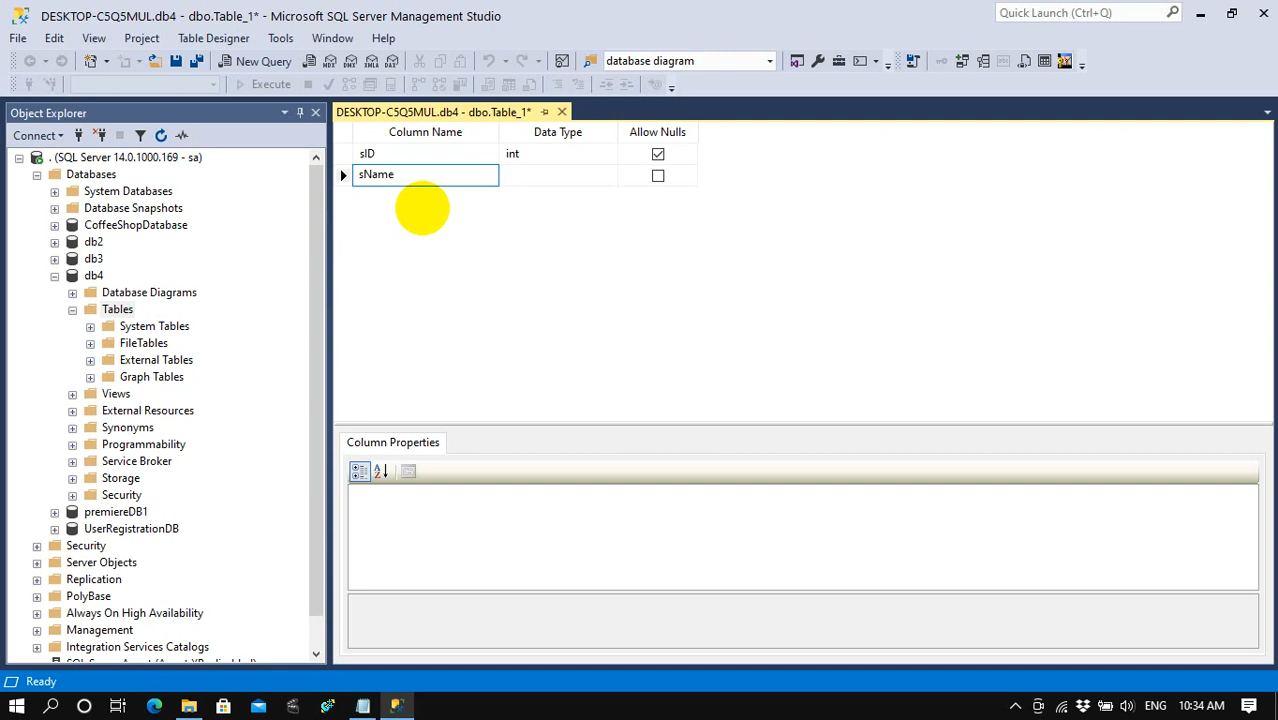 DESKTOP-C5Q5MUL.db4 - dbo.Table_1* - Microsoft SQL Server Management Studio
Quick Launch (Ctrl+Q)
File Edit View Project Table Designer Tools Window Help
New Query
database diagram
Execute
Object Explorer
DESKTOP-C5Q5MUL.db4 - dbo.Table_1*
Connect
Column Name Data Type Allow Nulls
sID int
sName
. (SQL Server 14.0.1000.169 - sa)
Databases
System Databases
Database Snapshots
CoffeeShopDatabase
db2
db3
db4
Database Diagrams
Tables
System Tables
FileTables
External Tables
Graph Tables
Views
External Resources
Synonyms
Programmability
Service Broker
Storage
Security
premiereDB1
UserRegistrationDB
Security
Server Objects
Replication
PolyBase
Always On High Availability
Management
Integration Services Catalogs
Column Properties
Ready
ENG 10:34 AM